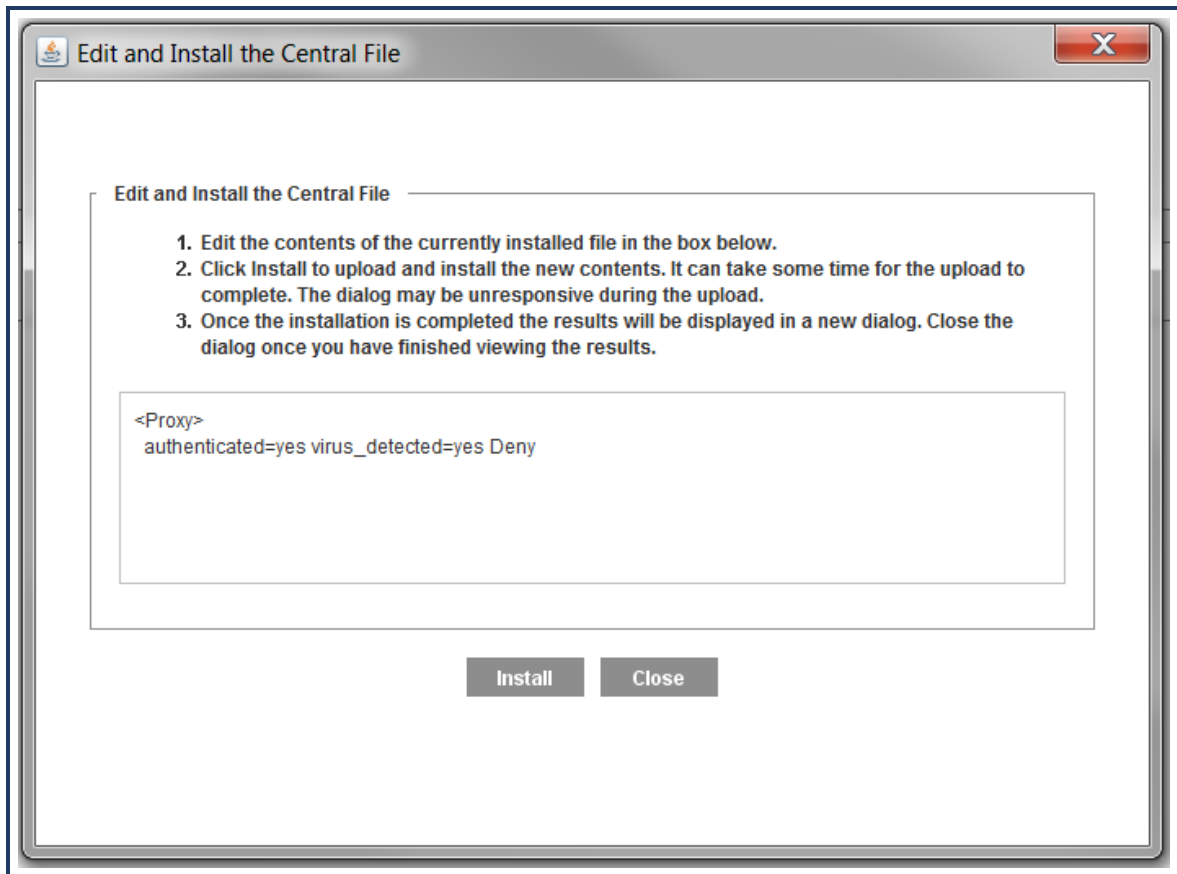 Edit and Install the Central File
X
Edit and Install the Central File
1. Edit the contents of the currently installed file in the box below.
2. Click Install to upload and install the new contents. It can take some time for the upload to
complete. The dialog may be unresponsive during the upload.
3. Once the installation is completed the results will be displayed in a new dialog. Close the
dialog once you have finished viewing the results.
<Proxy>
authenticated=yes virus_detected=yes Deny
Install Close